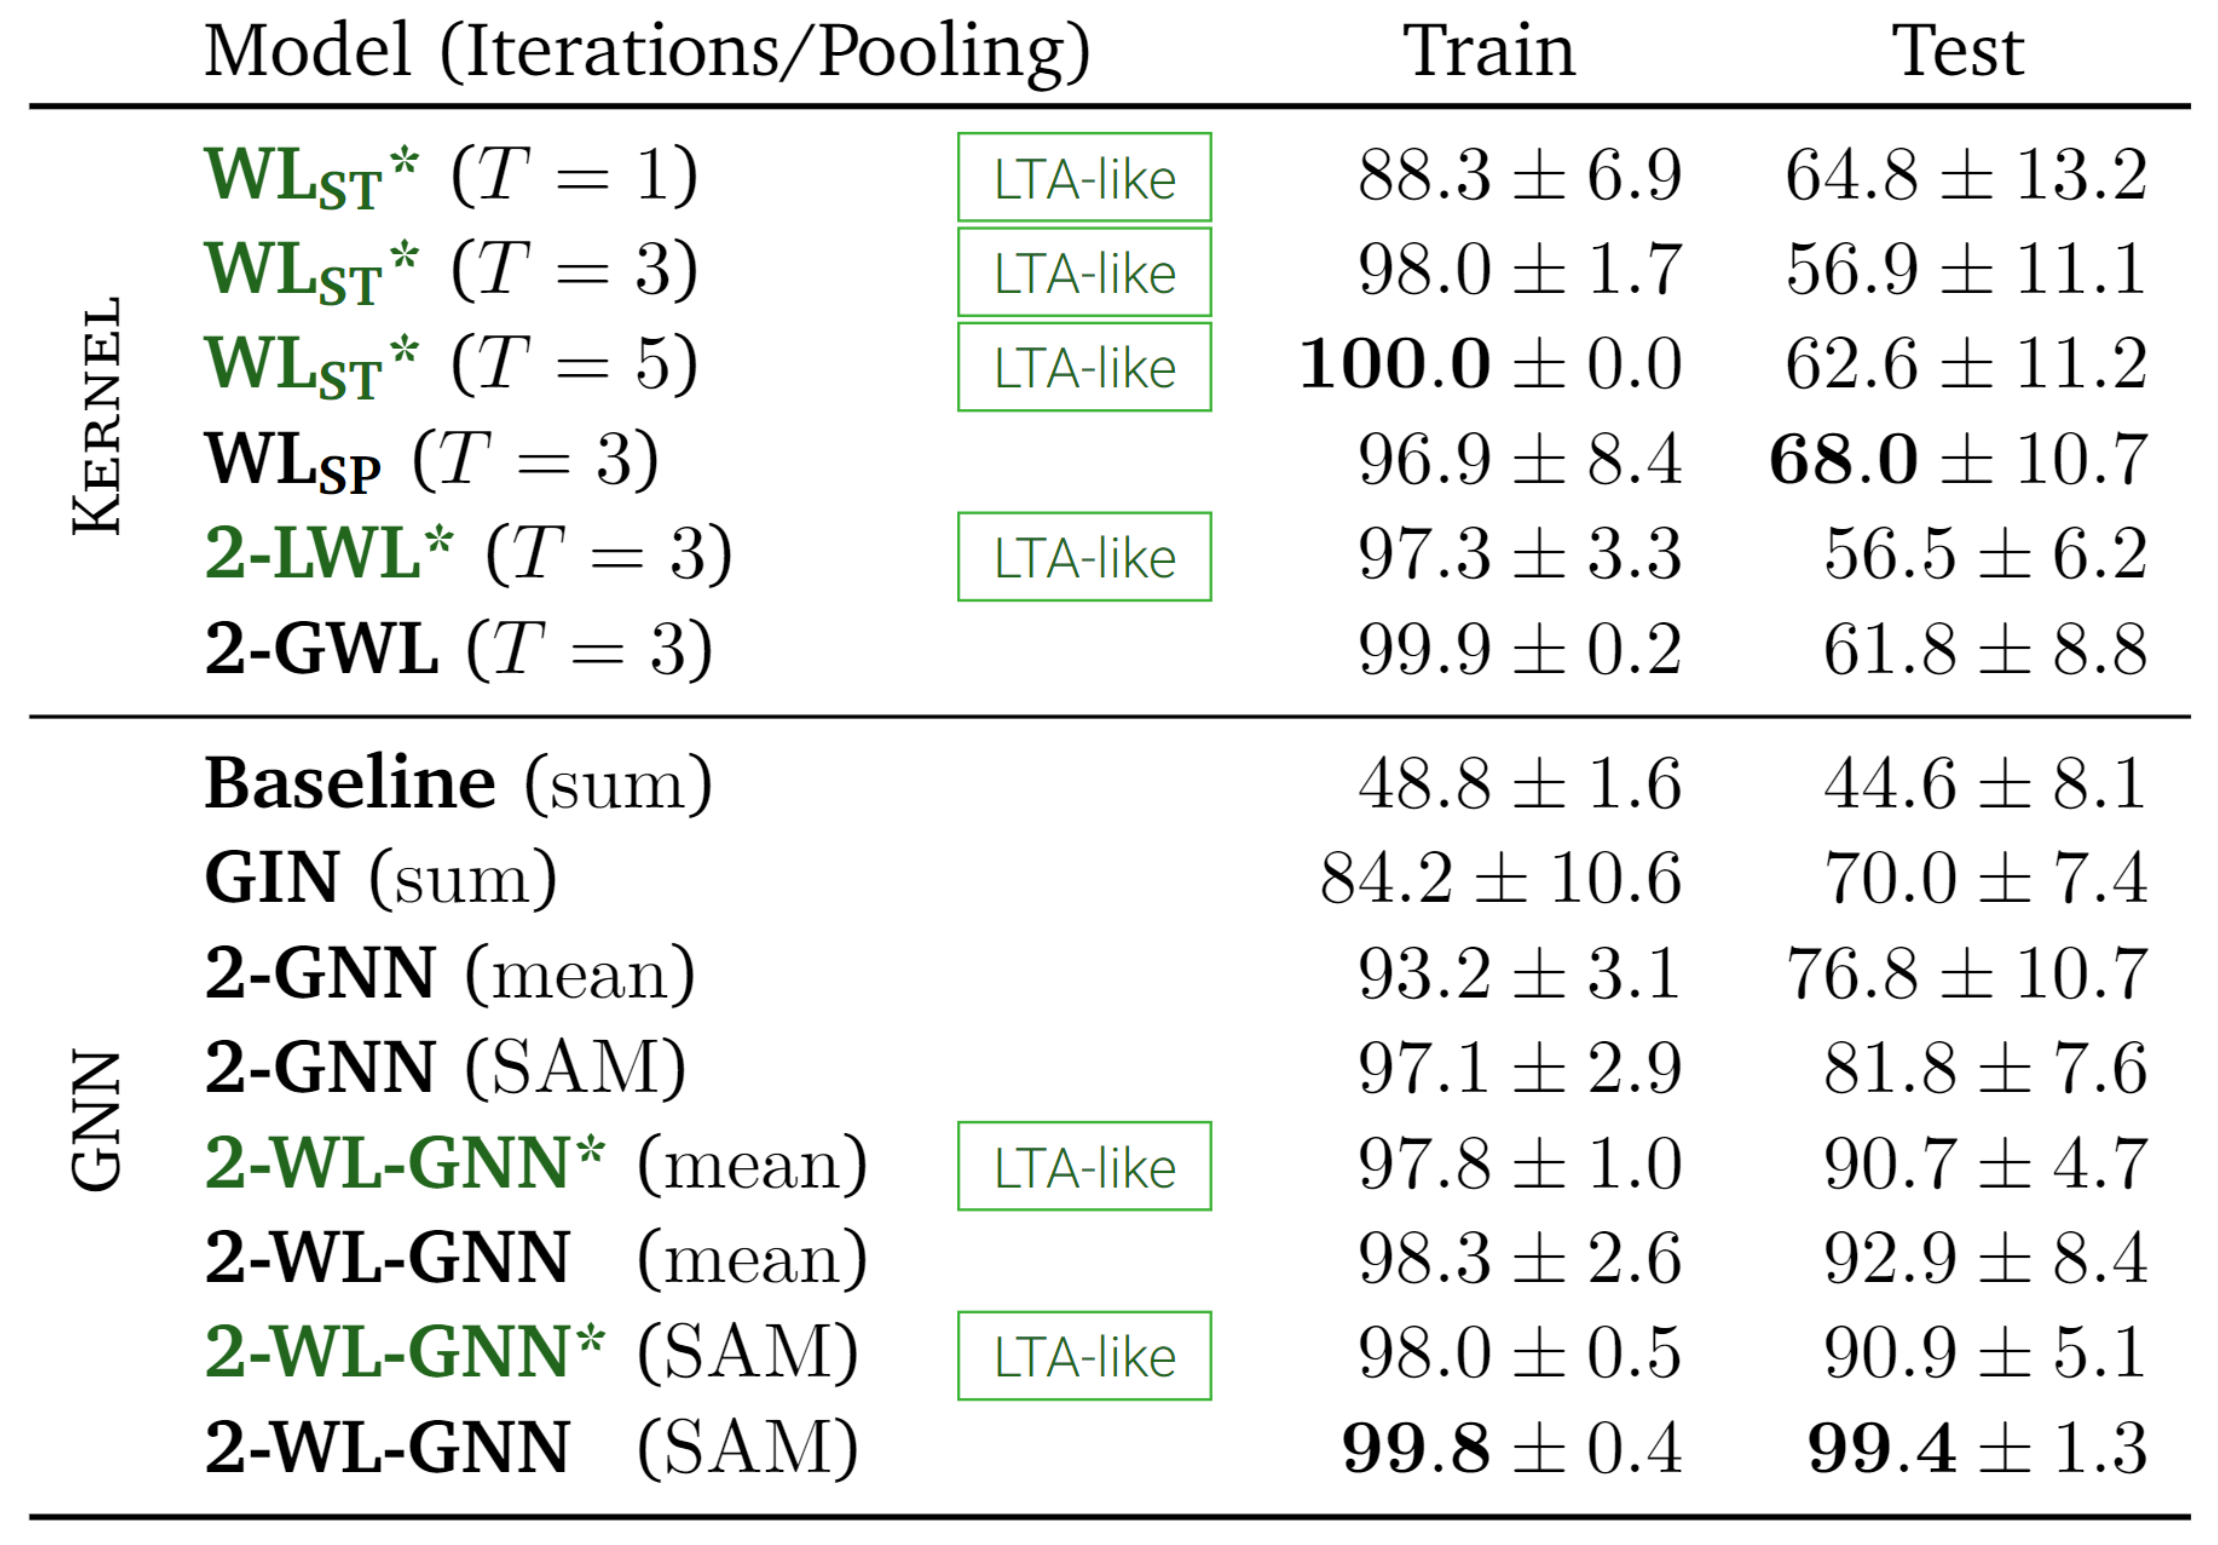 Model (Iterations/Pooling) Train Test
KERNEL
WL_ST* (T = 1) LTA-like 88.3 ± 6.9 64.8 ± 13.2
WL_ST* (T = 3) LTA-like 98.0 ± 1.7 56.9 ± 11.1
WL_ST* (T = 5) LTA-like 100.0 ± 0.0 62.6 ± 11.2
WL_SP (T = 3) 96.9 ± 8.4 68.0 ± 10.7
2-LWL* (T = 3) LTA-like 97.3 ± 3.3 56.5 ± 6.2
2-GWL (T = 3) 99.9 ± 0.2 61.8 ± 8.8
GNN
Baseline (sum) 48.8 ± 1.6 44.6 ± 8.1
GIN (sum) 84.2 ± 10.6 70.0 ± 7.4
2-GNN (mean) 93.2 ± 3.1 76.8 ± 10.7
2-GNN (SAM) 97.1 ± 2.9 81.8 ± 7.6
2-WL-GNN* (mean) LTA-like 97.8 ± 1.0 90.7 ± 4.7
2-WL-GNN (mean) 98.3 ± 2.6 92.9 ± 8.4
2-WL-GNN* (SAM) LTA-like 98.0 ± 0.5 90.9 ± 5.1
2-WL-GNN (SAM) 99.8 ± 0.4 99.4 ± 1.3